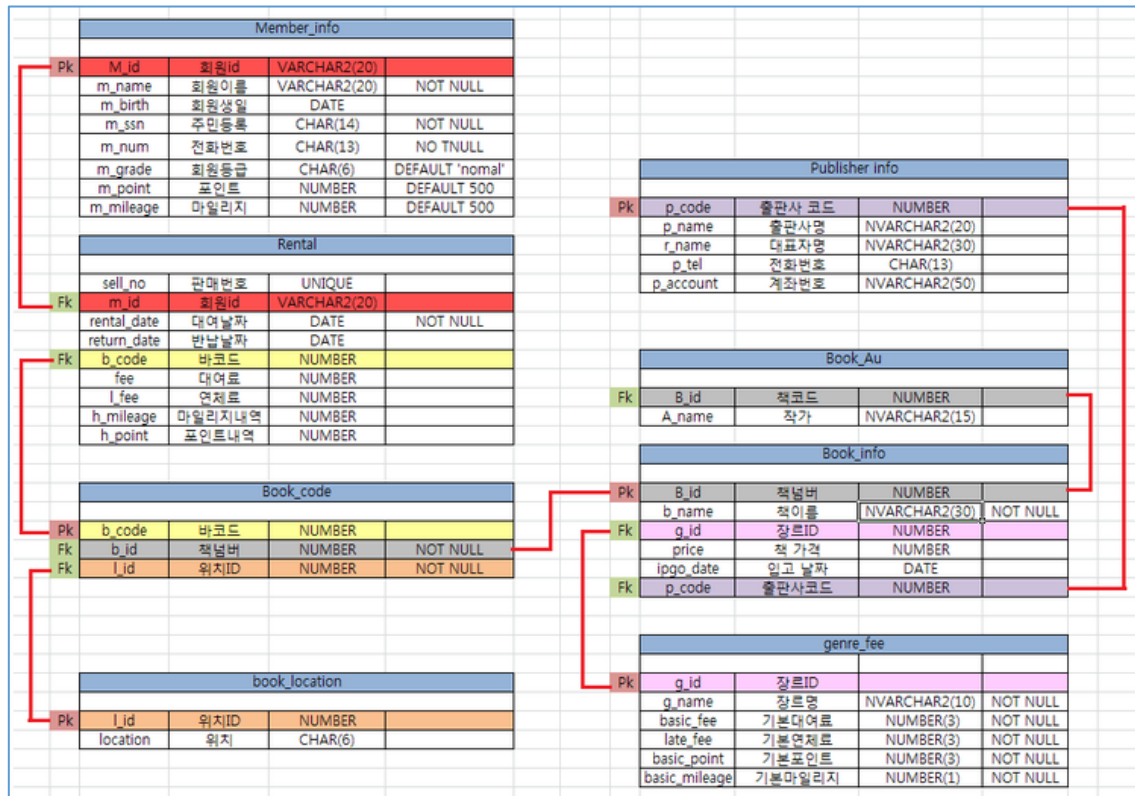 Member_info
Pk M_id 회원id VARCHAR2(20)
m_name 회원이름 VARCHAR2(20) NOT NULL
m_birth 회원생일 DATE
m_ssn 주민등록 CHAR(14) NOT NULL
m_num 전화번호 CHAR(13) NO TNULL
m_grade 회원등급 CHAR(6) DEFAULT 'nomal'
m_point 포인트 NUMBER DEFAULT 500
m_mileage 마일리지 NUMBER DEFAULT 500
Rental
sell_no 판매번호 UNIQUE
Fk m_id 회원id VARCHAR2(20)
rental_date 대여날짜 DATE NOT NULL
return_date 반납날짜 DATE
Fk b_code 바코드 NUMBER
fee 대여료 NUMBER
l_fee 연체료 NUMBER
h_mileage 마일리지내역 NUMBER
h_point 포인트내역 NUMBER
Book_code
Pk b_code 바코드 NUMBER
Fk b_id 책넘버 NUMBER NOT NULL
Fk l_id 위치ID NUMBER NOT NULL
book_location
Pk l_id 위치ID NUMBER
location 위치 CHAR(6)
Publisher info
Pk p_code 출판사 코드 NUMBER
p_name 출판사명 NVARCHAR2(20)
r_name 대표자명 NVARCHAR2(30)
p_tel 전화번호 CHAR(13)
p_account 계좌번호 NVARCHAR2(50)
Book_Au
Fk B_id 책코드 NUMBER
A_name 작가 NVARCHAR2(15)
Book_info
Pk B_id 책넘버 NUMBER
b_name 책이름 NVARCHAR2(30) NOT NULL
Fk g_id 장르ID NUMBER
price 책 가격 NUMBER
ipgo_date 입고 날짜 DATE
Fk p_code 출판사코드 NUMBER
genre_fee
Pk g_id 장르ID
g_name 장르명 NVARCHAR2(10) NOT NULL
basic_fee 기본대여료 NUMBER(3) NOT NULL
late_fee 기본연체료 NUMBER(3) NOT NULL
basic_point 기본포인트 NUMBER(3) NOT NULL
basic_mileage 기본마일리지 NUMBER(1) NOT NULL